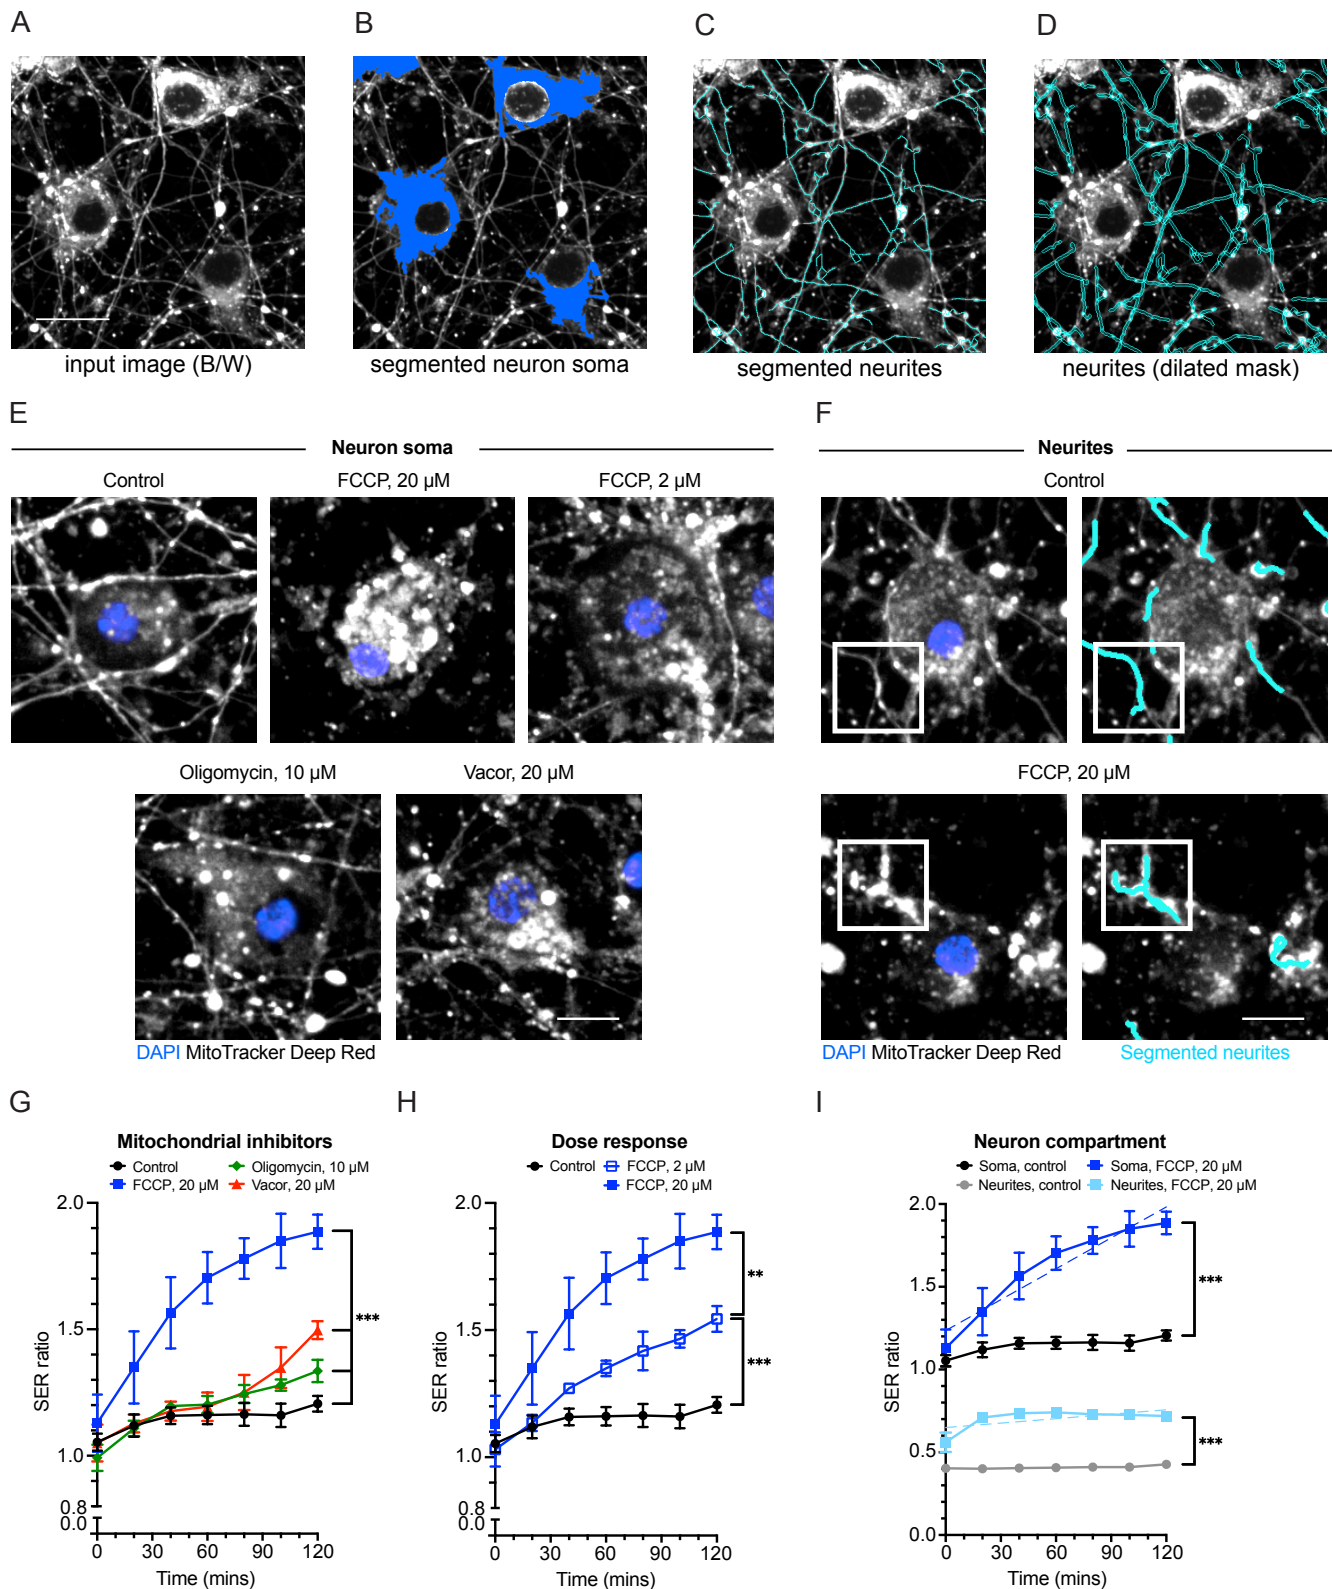 A
B
C
D
input image (B/W)
segmented neuron soma
segmented neurites
neurites (dilated mask)
E
F
Neuron soma
Neurites
Control
FCCP, 20 µM
FCCP, 2 µM
Control
Oligomycin, 10 µM
Vacor, 20 µM
FCCP, 20 µM
DAPI MitoTracker Deep Red
DAPI MitoTracker Deep Red
Segmented neurites
G
H
I
Mitochondrial inhibitors
Control
Oligomycin, 10 µM
FCCP, 20 µM
Vacor, 20 µM
2.0
1.5
1.0
0.8
0.0
SER ratio
***
0 30 60 90 120
Time (mins)
Dose response
Control
FCCP, 2 µM
FCCP, 20 µM
2.0
1.5
1.0
0.8
0.0
SER ratio
**
***
0 30 60 90 120
Time (mins)
Neuron compartment
Soma, control
Soma, FCCP, 20 µM
Neurites, control
Neurites, FCCP, 20 µM
2.0
1.5
1.0
0.5
0.0
SER ratio
***
***
0 30 60 90 120
Time (mins)